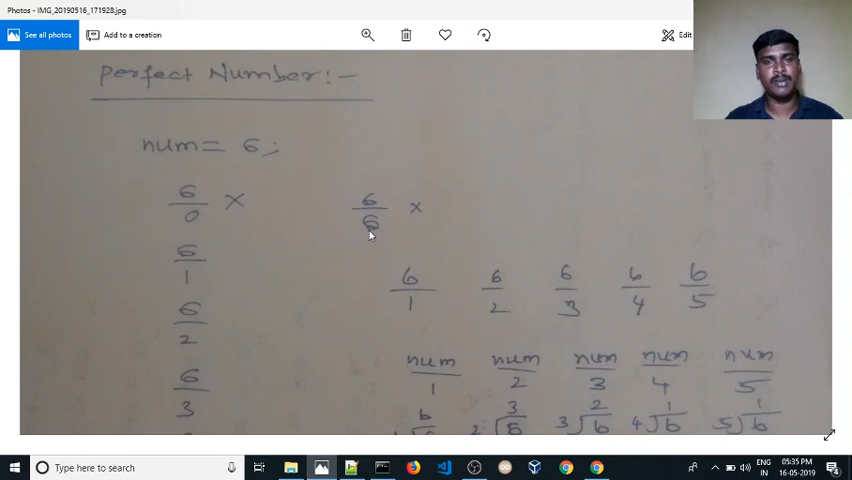 Photos - IMG_20190516_171928.jpg
See all photos
Add to a creation
Edit
Perfect Number:-
num = 6;
6/0 ×
6/6 ×
6/1
6/1 6/2 6/3 6/4 6/5
6/2
num/1 num/2 num/3 num/4 num/5
6/3
Type here to search
ENG
IN
05:35 PM
16-05-2019
4